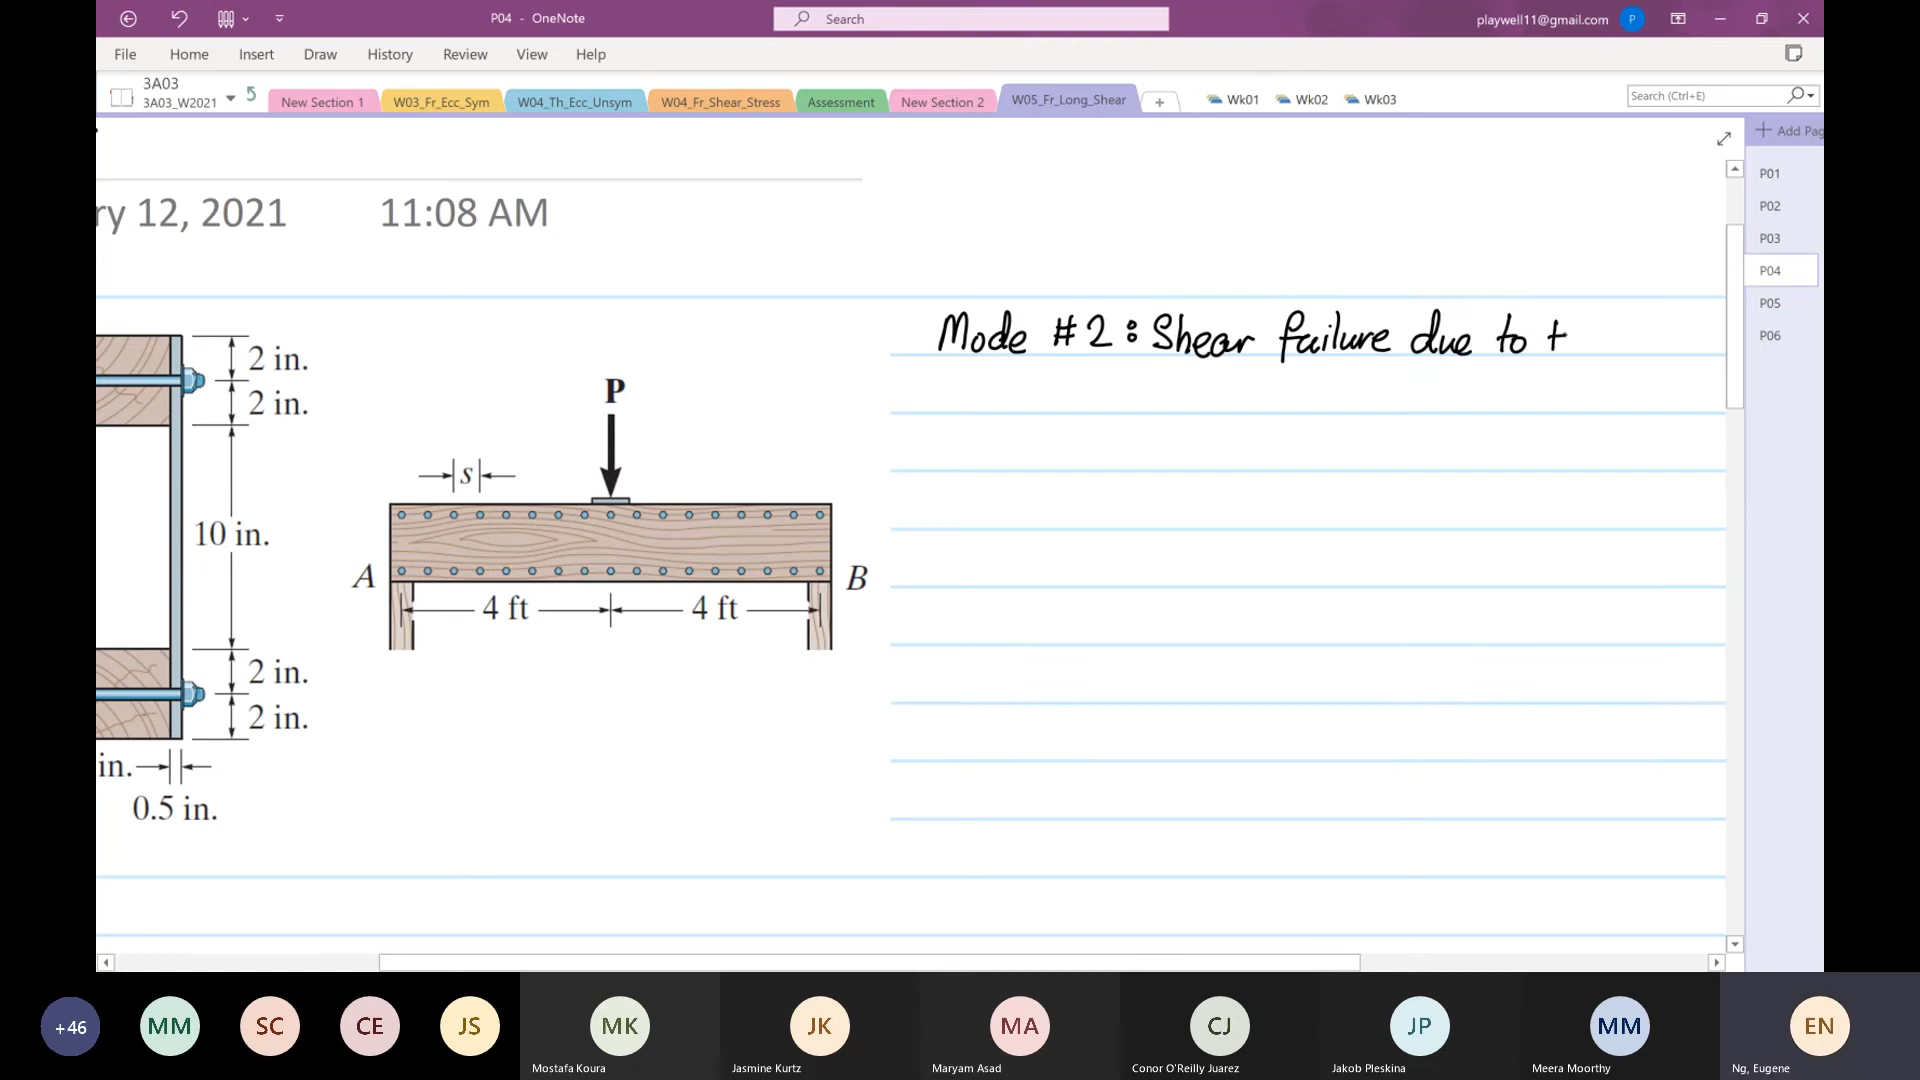 P04 - OneNote
Search
playwell11@gmail.com
P
File Home Insert Draw History Review View Help
3A03
3A03_W2021
New Section 1
W03_Fr_Ecc_Sym
W04_Th_Ecc_Unsym
W04_Fr_Shear_Stress
Assessment
New Section 2
W05_Fr_Long_Shear
Wk01
Wk02
Wk03
Search (Ctrl+E)
Add Pag
P01
P02
P03
P04
P05
P06
ry 12, 2021 11:08 AM
Mode #2: Shear failure due to t
2 in.
2 in.
10 in.
2 in.
2 in.
in.
0.5 in.
P
s
A
B
4 ft
4 ft
+46
MM
SC
CE
JS
MK
Mostafa Koura
JK
Jasmine Kurtz
MA
Maryam Asad
CJ
Conor O'Reilly Juarez
JP
Jakob Pleskina
MM
Meera Moorthy
EN
Ng, Eugene